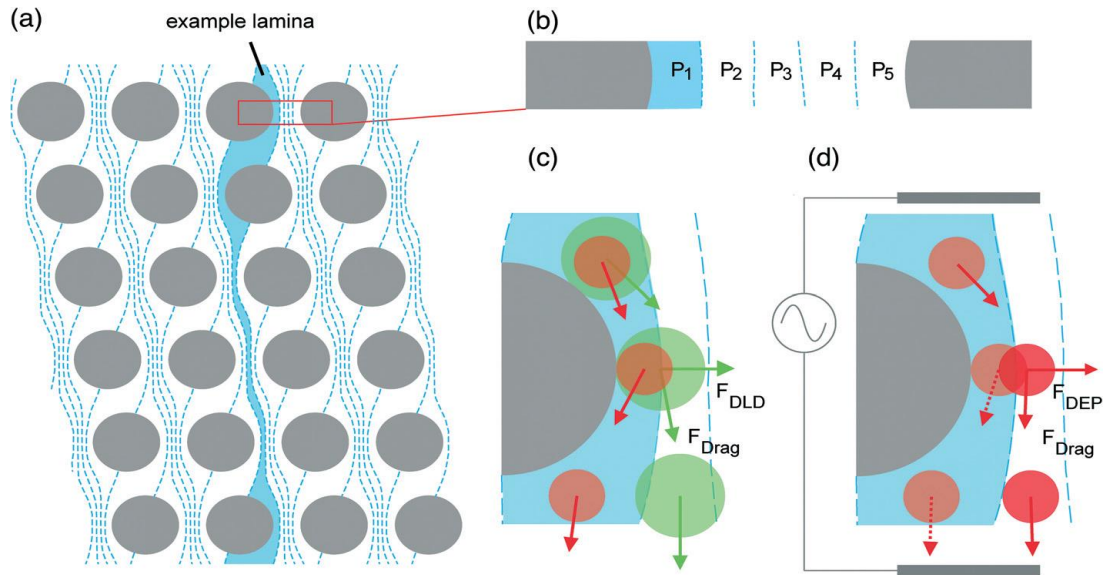 (a)
example lamina
(b)
P1 P2 P3 P4 P5
(c)
FDLD
FDrag
(d)
FDEP
FDrag